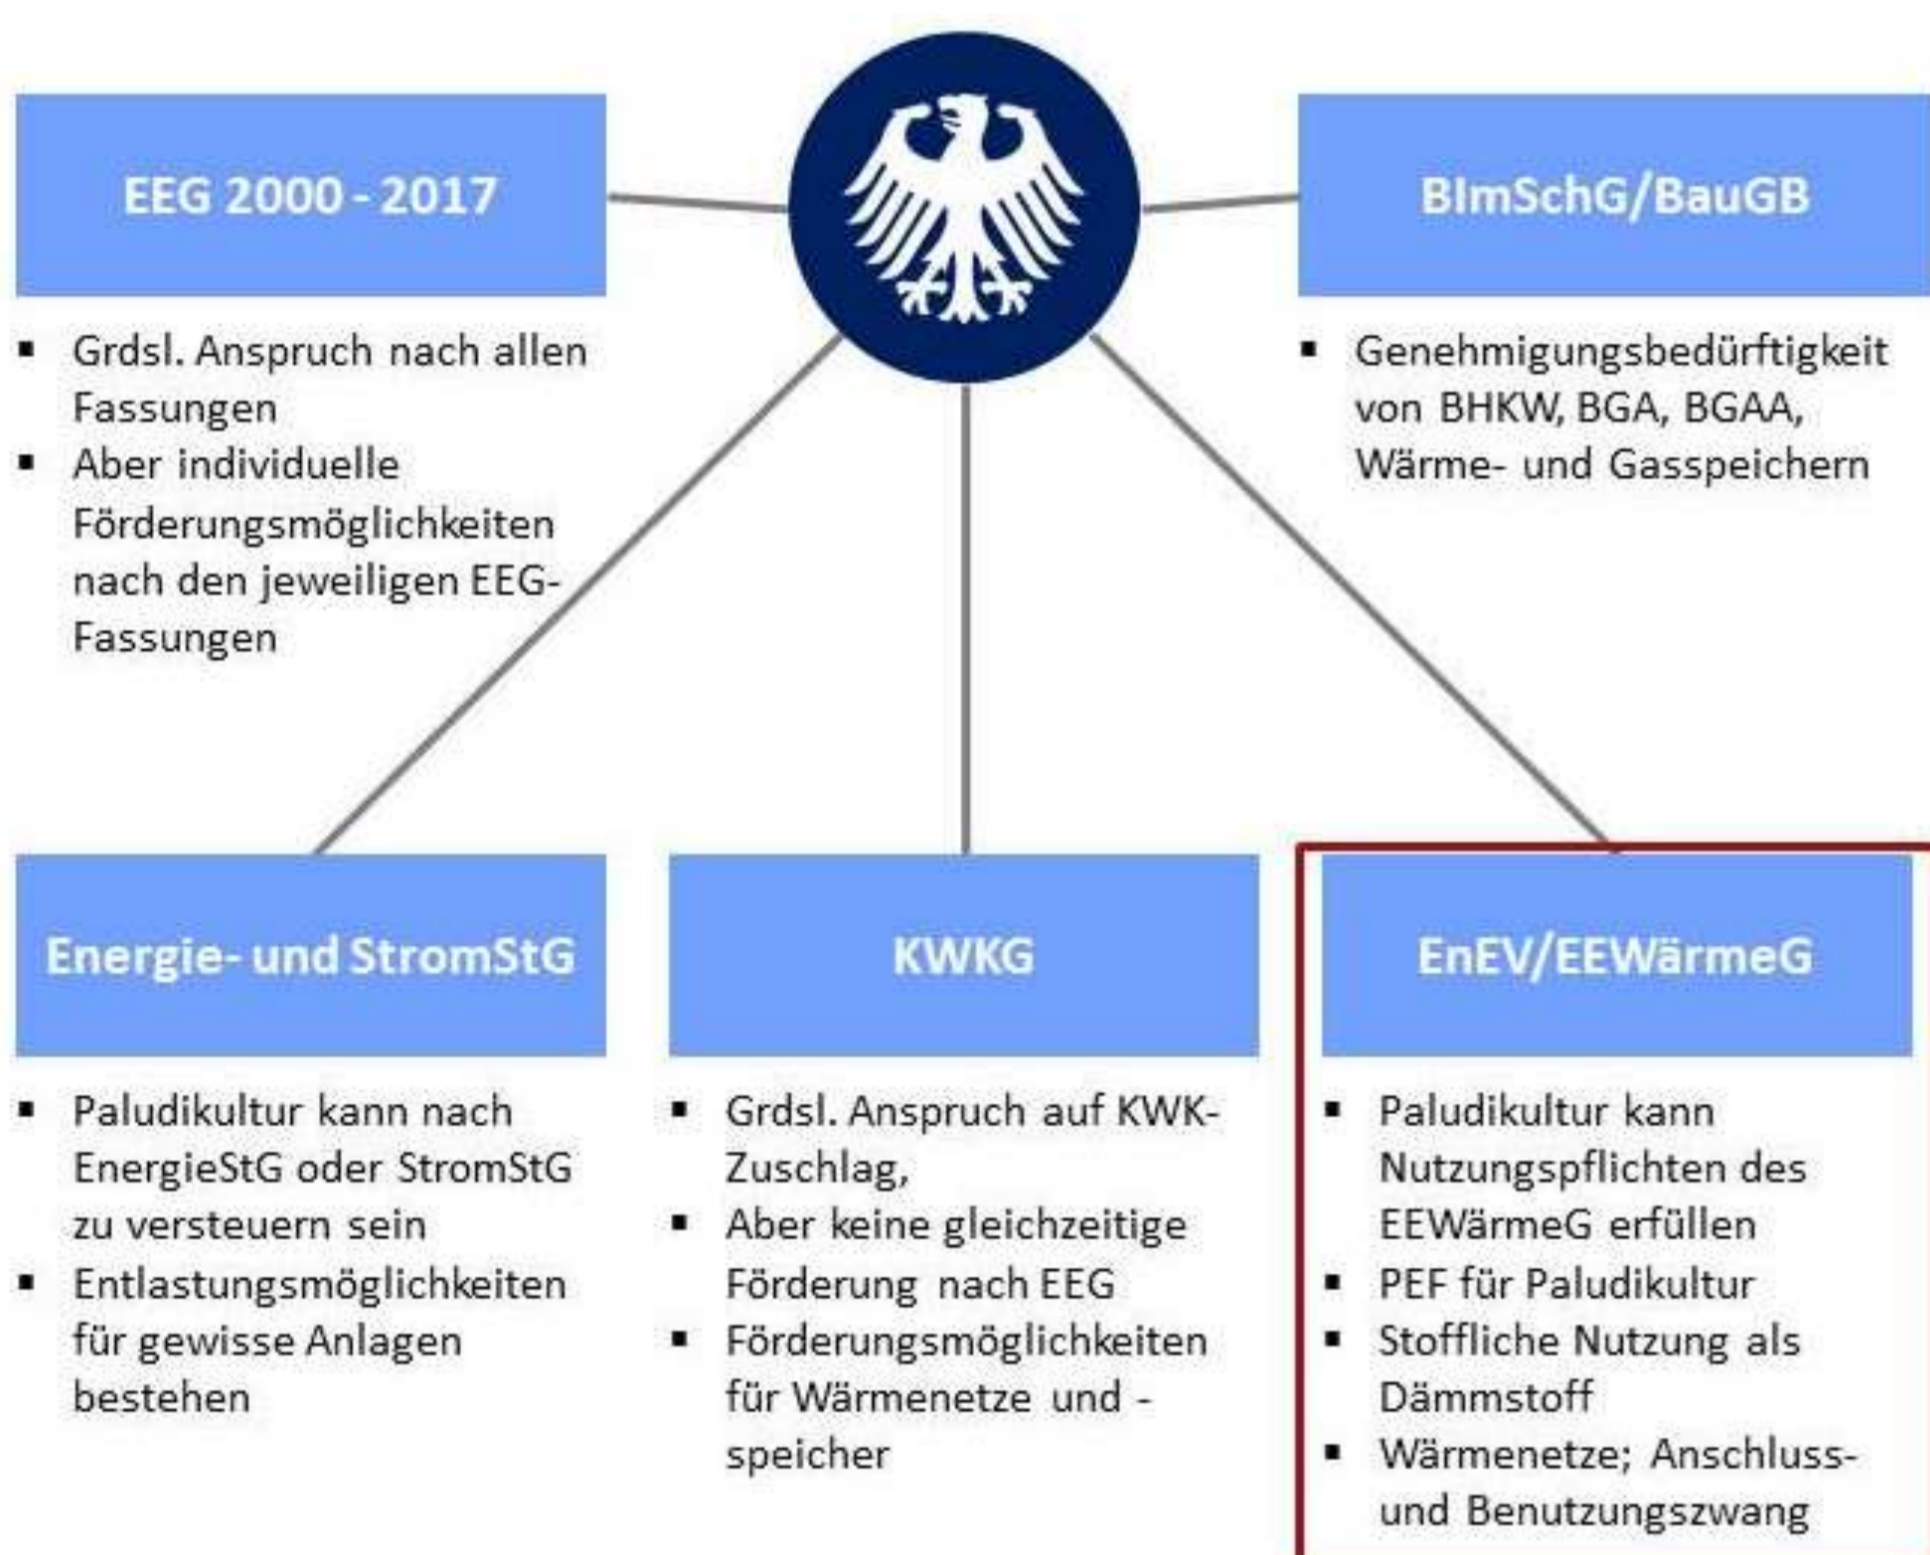 EEG 2000 - 2017
▪ Grdsl. Anspruch nach allen
Fassungen
▪ Aber individuelle
Förderungsmöglichkeiten
nach den jeweiligen EEG-
Fassungen
BImSchG/BauGB
▪ Genehmigungsbedürftigkeit
von BHKW, BGA, BGAA,
Wärme- und Gasspeichern
Energie- und StromStG
▪ Paludikultur kann nach
EnergieStG oder StromStG
zu versteuern sein
▪ Entlastungsmöglichkeiten
für gewisse Anlagen
bestehen
KWKG
▪ Grdsl. Anspruch auf KWK-
Zuschlag,
▪ Aber keine gleichzeitige
Förderung nach EEG
▪ Förderungsmöglichkeiten
für Wärmenetze und -
speicher
EnEV/EEWärmeG
▪ Paludikultur kann
Nutzungspflichten des
EEWärmeG erfüllen
▪ PEF für Paludikultur
▪ Stoffliche Nutzung als
Dämmstoff
▪ Wärmenetze; Anschluss-
und Benutzungszwang